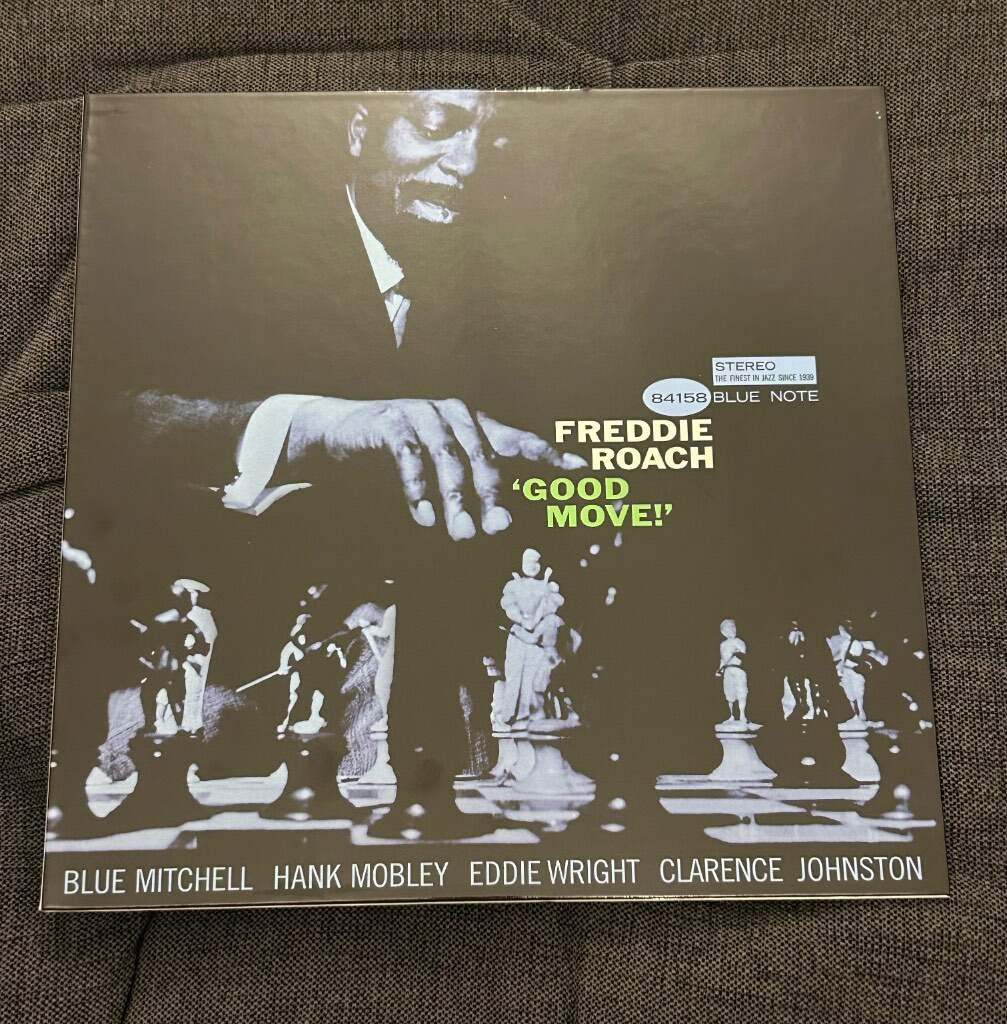 STEREO
THE FINEST IN JAZZ SINCE 1939
84158 BLUE NOTE
FREDDIE
ROACH
‘GOOD
MOVE!’
BLUE MITCHELL HANK MOBLEY EDDIE WRIGHT CLARENCE JOHNSTON